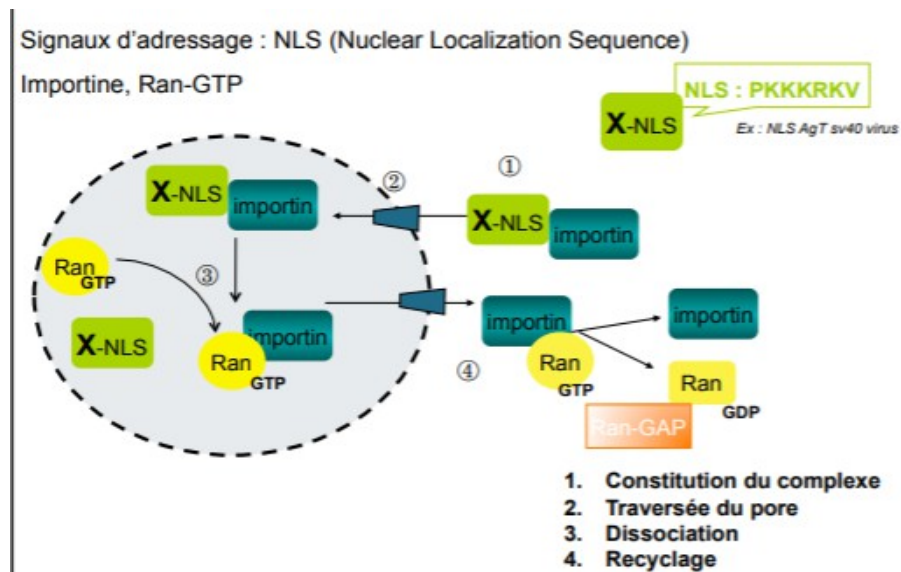 Signaux d'adressage : NLS (Nuclear Localization Sequence)
Importine, Ran-GTP
NLS : PKKKRKV
X-NLS
Ex : NLS AgT sv40 virus
①
②
X-NLS
importin
X-NLS
importin
Ran
GTP
③
X-NLS
importin
Ran
GTP
④
importin
Ran
GTP
importin
Ran
GDP
Ran-GAP
1. Constitution du complexe
2. Traversée du pore
3. Dissociation
4. Recyclage